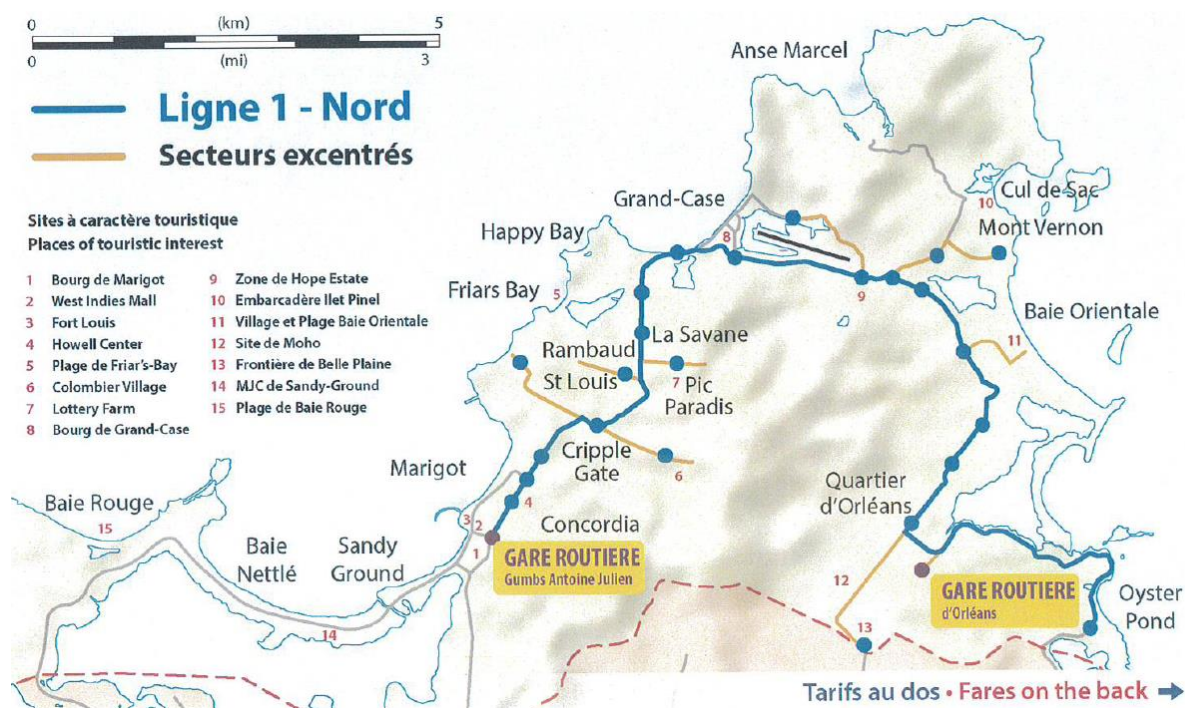 0 (km) 5
0 (mi) 3
Ligne 1 - Nord
Secteurs excentrés
Sites à caractère touristique
Places of touristic interest
1 Bourg de Marigot
2 West Indies Mall
3 Fort Louis
4 Howell Center
5 Plage de Friar's-Bay
6 Colombier Village
7 Lottery Farm
8 Bourg de Grand-Case
9 Zone de Hope Estate
10 Embarcadère Ilet Pinel
11 Village et Plage Baie Orientale
12 Site de Moho
13 Frontière de Belle Plaine
14 MJC de Sandy-Ground
15 Plage de Baie Rouge
Anse Marcel
Grand-Case
Cul de Sac
10
Mont Vernon
Happy Bay
8
Friars Bay
5
9
Baie Orientale
11
La Savane
Rambaud
St Louis
7 Pic
Paradis
Cripple
Gate
6
Marigot
Quartier
d'Orléans
Baie Rouge
15
4
3
2
1
Concordia
Baie
Nettlé
Sandy
Ground
14
GARE ROUTIERE
Gumbs Antoine Julien
12
13
GARE ROUTIERE
d'Orléans
Oyster
Pond
Tarifs au dos • Fares on the back